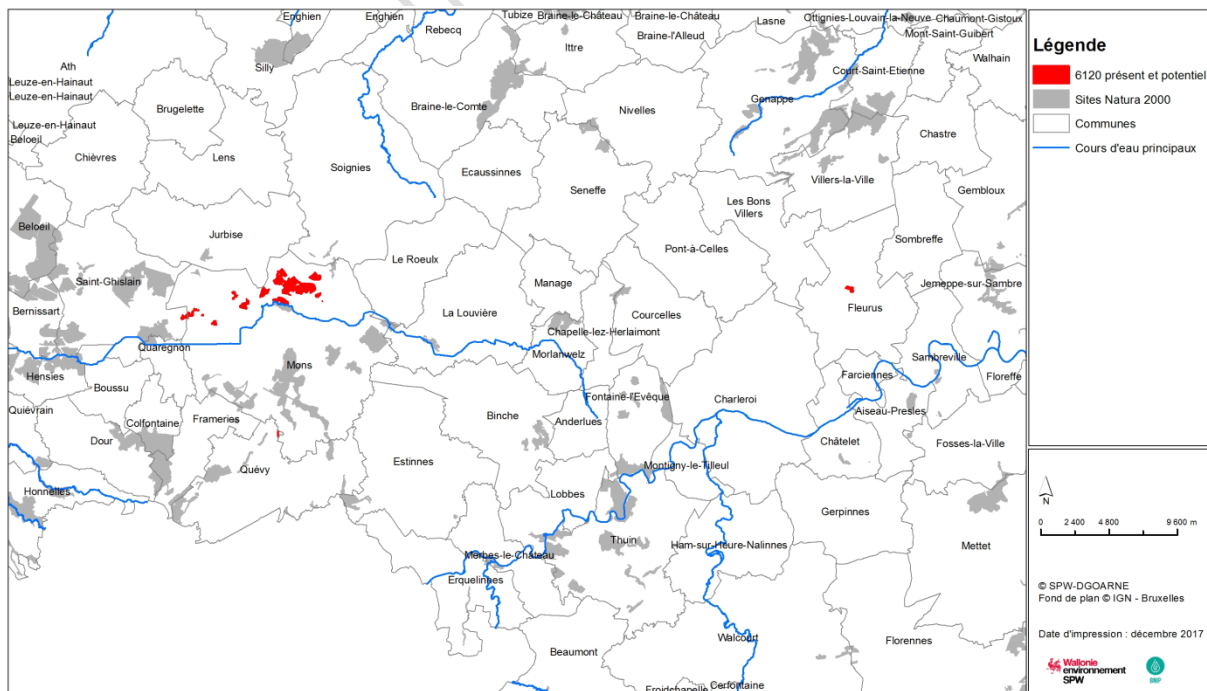 Enghien
Enghien
Tubize
Braine-le-Château
Braine-le-Château
Lasne
Ottignies-Louvain-la-Neuve
Chaumont-Gistoux
Rebecq
Ittre
Braine-l'Alleud
Mont-Saint-Guibert
Walhain
Ath
Silly
Court-Saint-Etienne
Leuze-en-Hainaut
Leuze-en-Hainaut
Brugelette
Braine-le-Comte
Nivelles
Genappe
Leuze-en-Hainaut
Beloeil
Chastre
Chièvres
Lens
Soignies
Ecaussinnes
Seneffe
Villers-la-Ville
Gembloux
Les Bons
Villers
Beloeil
Jurbise
Pont-à-Celles
Sombreffe
Le Roeulx
Saint-Ghislain
Manage
Jemeppe-sur-Sambre
Bernissart
La Louvière
Courcelles
Fleurus
Chapelle-lez-Herlaimont
Quaregnon
Morlanwelz
Sambreville
Mons
Hensies
Boussu
Farciennes
Floreffe
Fontaine-l'Evêque
Charleroi
Quiévrain
Colfontaine
Frameries
Binche
Anderlues
Aiseau-Presles
Dour
Châtelet
Fosses-la-Ville
Estinnes
Quévy
Montigny-le-Tilleul
Honnelles
Lobbes
Gerpinnes
Thuin
Ham-sur-Heure-Nalinnes
Mettet
Merbes-le-Château
Erquelinnes
Walcourt
Florennes
Beaumont
Froidchapelle
Cerfontaine
Légende
6120 présent et potentiel
Sites Natura 2000
Communes
Cours d'eau principaux
N
0 2 400 4 800 9 600 m
© SPW-DGOARNE
Fond de plan © IGN - Bruxelles
Date d'impression : décembre 2017
Wallonie
environnement
SPW